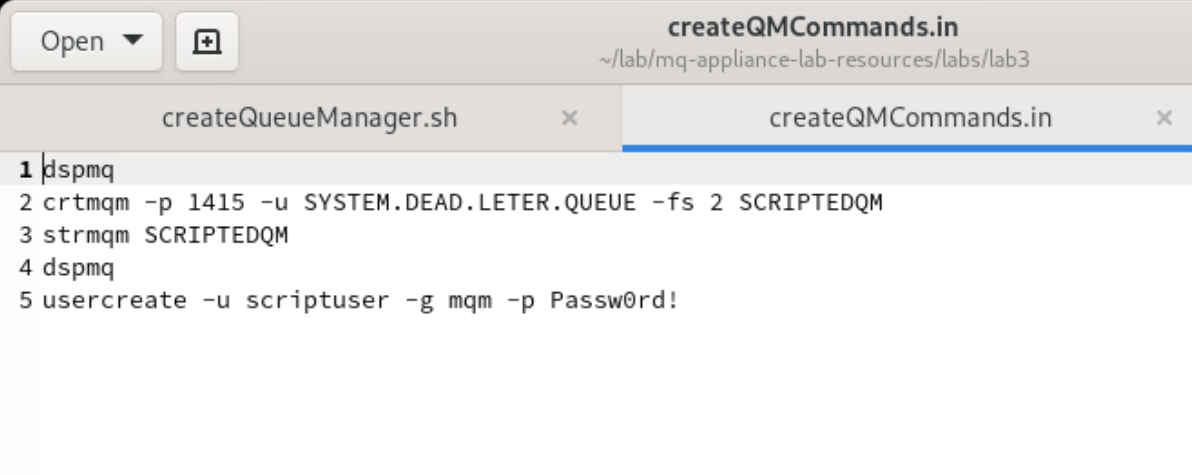 Open
createQMCommands.in
~/lab/mq-appliance-lab-resources/labs/lab3
createQueueManager.sh ×
createQMCommands.in ×
1 dspmq
2 crtmqm -p 1415 -u SYSTEM.DEAD.LETER.QUEUE -fs 2 SCRIPTEDQM
3 strmqm SCRIPTEDQM
4 dspmq
5 usercreate -u scriptuser -g mqm -p Passw0rd!